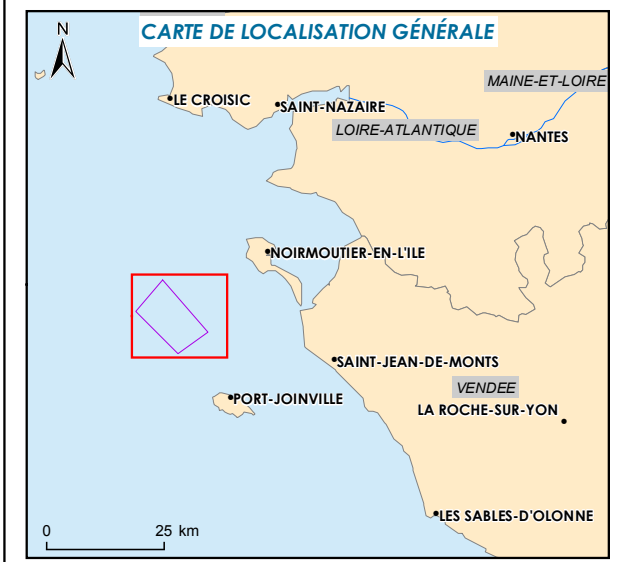 CARTE DE LOCALISATION GÉNÉRALE
N
MAINE-ET-LOIRE
LE CROISIC
SAINT-NAZAIRE
LOIRE-ATLANTIQUE
NANTES
NOIRMOUTIER-EN-L'ILE
SAINT-JEAN-DE-MONTS
VENDEE
PORT-JOINVILLE
LA ROCHE-SUR-YON
LES SABLES-D'OLONNE
0 25 km